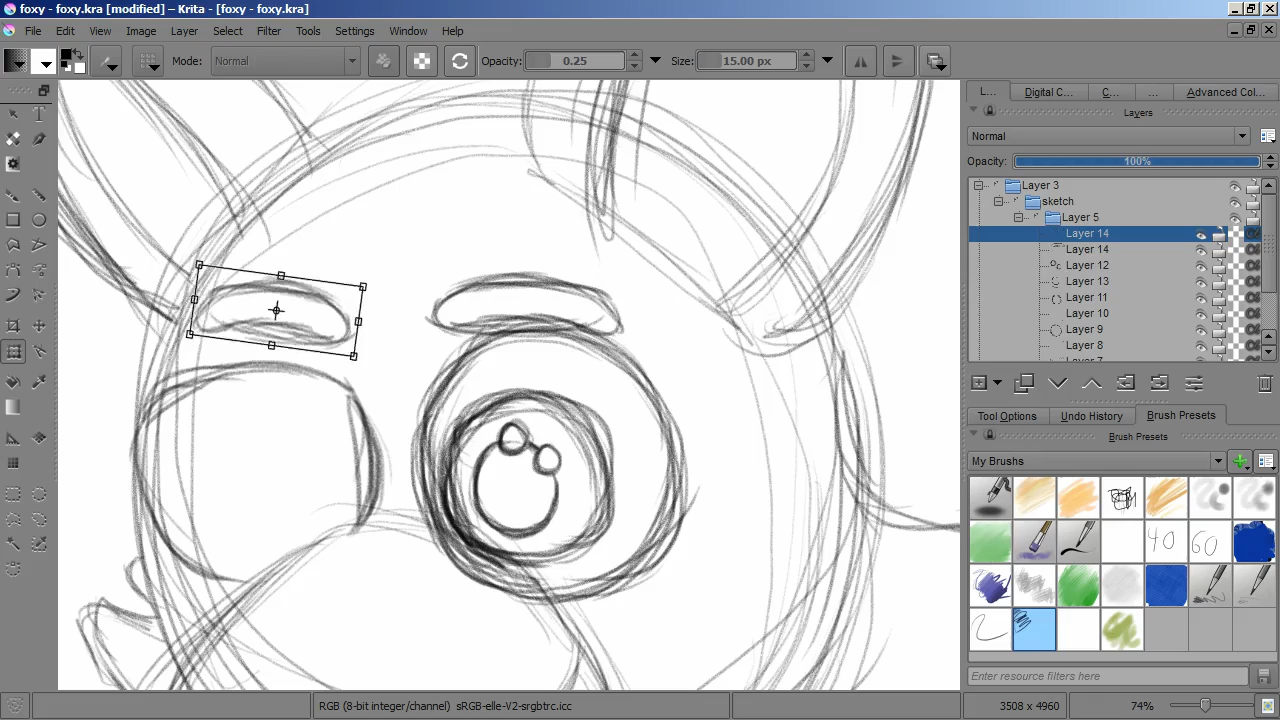 foxy - foxy.kra [modified] – Krita - [foxy - foxy.kra]
File Edit View Image Layer Select Filter Tools Settings Window Help
Mode: Normal Opacity: 0.25 Size: 15.00 px
... Digital C... C... ... Advanced Co...
Layers
Normal
Opacity: 100%
Layer 3
sketch
Layer 5
Layer 14
Layer 14
Layer 12
Layer 13
Layer 11
Layer 10
Layer 9
Layer 8
Layer 7
Tool Options Undo History Brush Presets
Brush Presets
My Brushes
40 60
Enter resource filters here
RGB (8-bit integer/channel) sRGB-elle-V2-srgbtrc.icc 3508 x 4960 74%